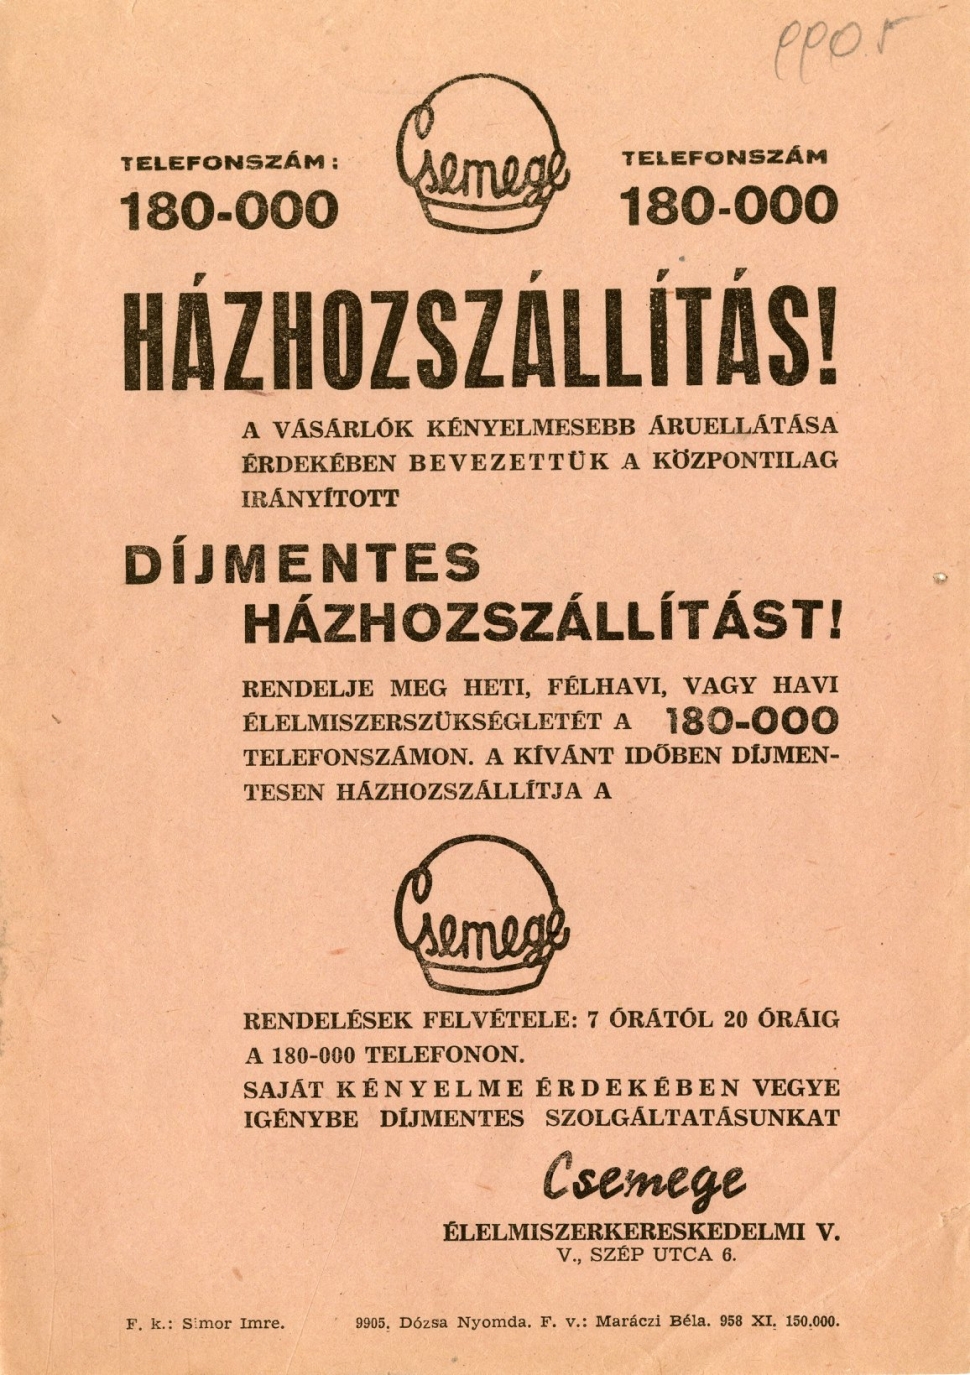 9905
TELEFONSZÁM:
180-000
Csemege
TELEFONSZÁM
180-000
HÁZHOZSZÁLLÍTÁS!
A VÁSÁRLÓK KÉNYELMESEBB ÁRUELLÁTÁSA
ÉRDEKÉBEN BEVEZETTÜK A KÖZPONTILAG
IRÁNYÍTOTT
DÍJMENTES
HÁZHOZSZÁLLÍTÁST!
RENDELJE MEG HETI, FÉLHAVI, VAGY HAVI
ÉLELMISZERSZÜKSÉGLETÉT A 180-000
TELEFONSZÁMON. A KÍVÁNT IDŐBEN DÍJMEN-
TESEN HÁZHOZSZÁLLÍTJA A
Csemege
RENDELÉSEK FELVÉTELE: 7 ÓRÁTÓL 20 ÓRÁIG
A 180-000 TELEFONON.
SAJÁT KÉNYELME ÉRDEKÉBEN VEGYE
IGÉNYBE DÍJMENTES SZOLGÁLTATÁSUNKAT
Csemege
ÉLELMISZERKERESKEDELMI V.
V., SZÉP UTCA 6.
F. k.: Simor Imre.
9905. Dózsa Nyomda. F. v.: Maráczi Béla. 958 XI. 150.000.